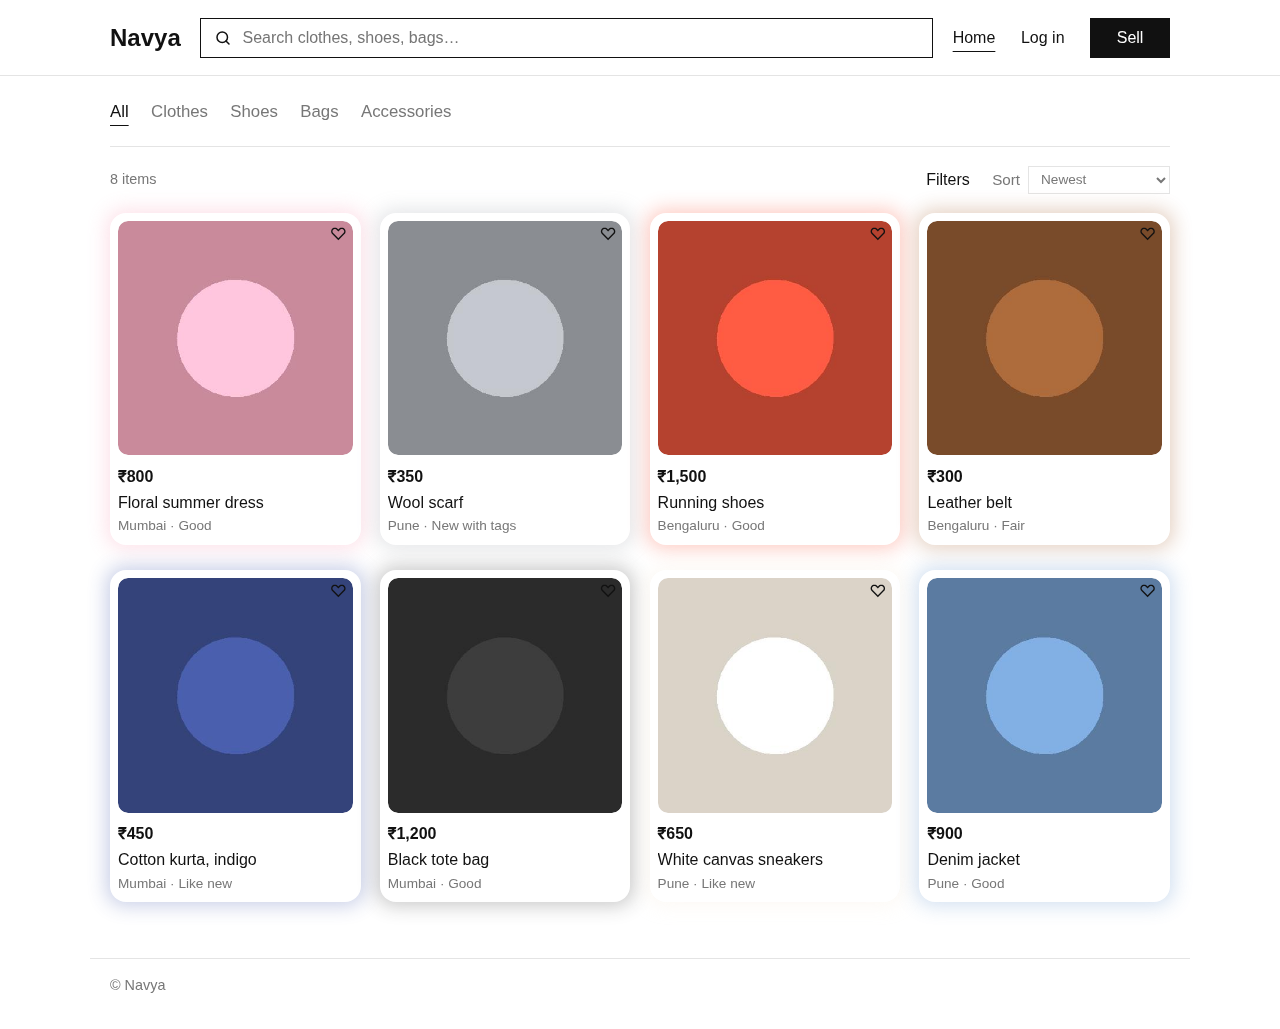 Navya
Search clothes, shoes, bags…
Home
Log in
Sell
All
Clothes
Shoes
Bags
Accessories
8 items
Filters
Sort
Newest
₹800
Floral summer dress
Mumbai · Good
₹350
Wool scarf
Pune · New with tags
₹1,500
Running shoes
Bengaluru · Good
₹300
Leather belt
Bengaluru · Fair
₹450
Cotton kurta, indigo
Mumbai · Like new
₹1,200
Black tote bag
Mumbai · Good
₹650
White canvas sneakers
Pune · Like new
₹900
Denim jacket
Pune · Good
© Navya